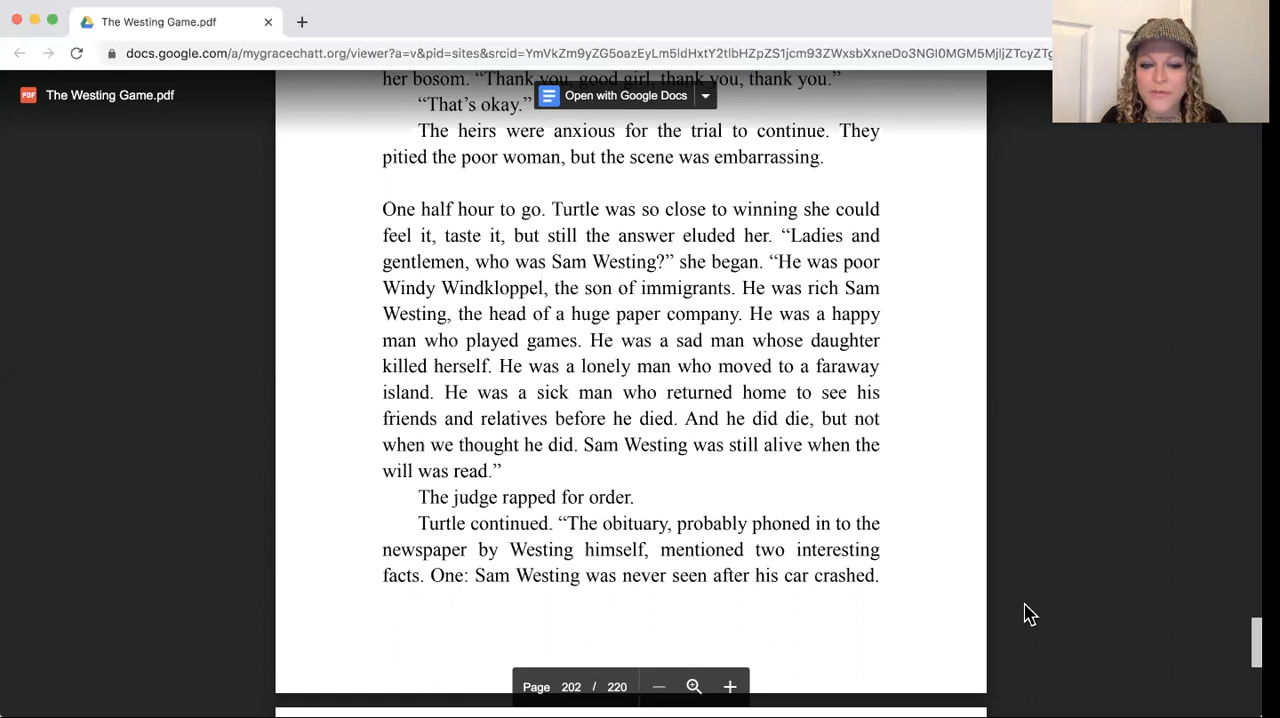 The Westing Game.pdf
docs.google.com/a/mygracechatt.org/viewer?a=v&pid=sites&srcid=
The Westing Game.pdf
Open with Google Docs
her bosom. “Thank you, good girl, thank you, thank you.”
“That’s okay.”
The heirs were anxious for the trial to continue. They
pitied the poor woman, but the scene was embarrassing.
One half hour to go. Turtle was so close to winning she could
feel it, taste it, but still the answer eluded her. “Ladies and
gentlemen, who was Sam Westing?” she began. “He was poor
Windy Windkloppel, the son of immigrants. He was rich Sam
Westing, the head of a huge paper company. He was a happy
man who played games. He was a sad man whose daughter
killed herself. He was a lonely man who moved to a faraway
island. He was a sick man who returned home to see his
friends and relatives before he died. And he did die, but not
when we thought he did. Sam Westing was still alive when the
will was read.”
The judge rapped for order.
Turtle continued. “The obituary, probably phoned in to the
newspaper by Westing himself, mentioned two interesting
facts. One: Sam Westing was never seen after his car crashed.
Page 202 / 220